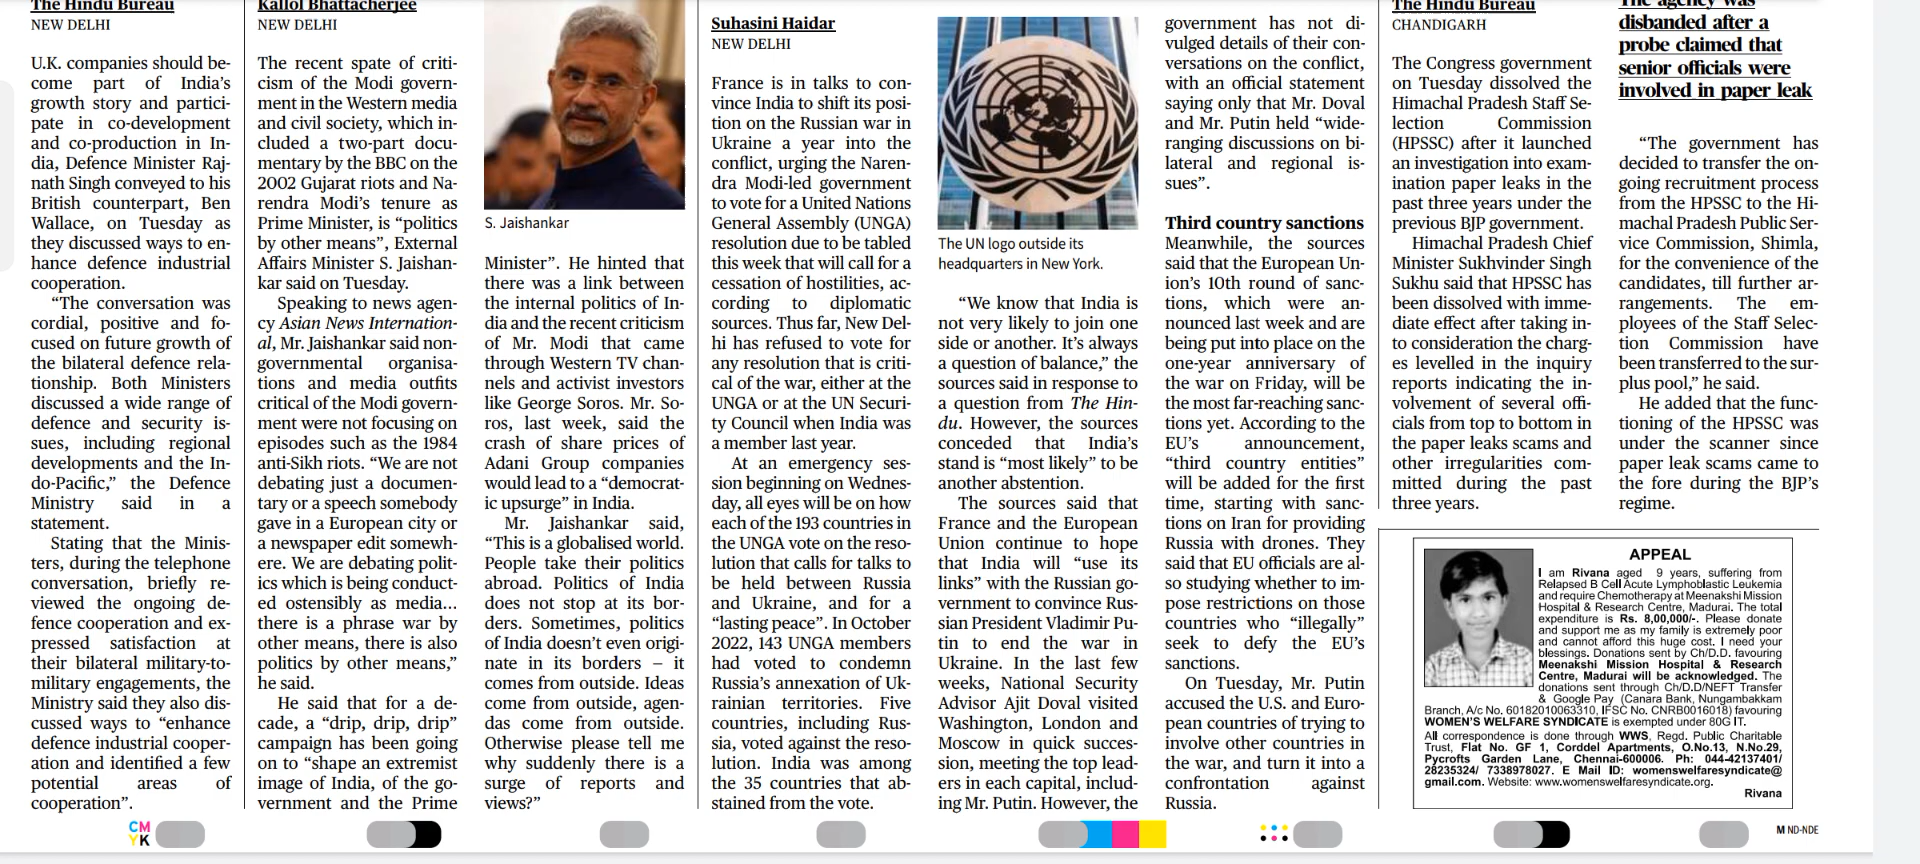 The Hindu Bureau
NEW DELHI
U.K. companies should be-
come part of India's
growth story and partici-
pate in co-development
and co-production in In-
dia, Defence Minister Raj-
nath Singh conveyed to his
British counterpart, Ben
Wallace, on Tuesday as
they discussed ways to en-
hance defence industrial
cooperation.
“The conversation was
cordial, positive and fo-
cused on future growth of
the bilateral defence rela-
tionship. Both Ministers
discussed a wide range of
defence and security is-
sues, including regional
developments and the In-
do-Pacific,” the Defence
Ministry said in a
statement.
Stating that the Minis-
ters, during the telephone
conversation, briefly re-
viewed the ongoing de-
fence cooperation and ex-
pressed satisfaction at
their bilateral military-to-
military engagements, the
Ministry said they also dis-
cussed ways to “enhance
defence industrial cooper-
ation and identified a few
potential areas of
cooperation”.
Kallol Bhattacherjee
NEW DELHI
The recent spate of criti-
cism of the Modi govern-
ment in the Western media
and civil society, which in-
cluded a two-part docu-
mentary by the BBC on the
2002 Gujarat riots and Na-
rendra Modi's tenure as
Prime Minister, is “politics
by other means”, External
Affairs Minister S. Jaishan-
kar said on Tuesday.
Speaking to news agen-
cy Asian News Internation-
al, Mr. Jaishankar said non-
governmental organisa-
tions and media outfits
critical of the Modi govern-
ment were not focusing on
episodes such as the 1984
anti-Sikh riots. “We are not
debating just a documen-
tary or a speech somebody
gave in a European city or
a newspaper edit somewh-
ere. We are debating polit-
ics which is being conduct-
ed ostensibly as media...
there is a phrase war by
other means, there is also
politics by other means,”
he said.
He said that for a de-
cade, a “drip, drip, drip”
campaign has been going
on to “shape an extremist
image of India, of the go-
vernment and the Prime
S. Jaishankar
Minister”. He hinted that
there was a link between
the internal politics of In-
dia and the recent criticism
of Mr. Modi that came
through Western TV chan-
nels and activist investors
like George Soros. Mr. So-
ros, last week, said the
crash of share prices of
Adani Group companies
would lead to a “democrat-
ic upsurge” in India.
Mr. Jaishankar said,
“This is a globalised world.
People take their politics
abroad. Politics of India
does not stop at its bor-
ders. Sometimes, politics
of India doesn't even origi-
nate in its borders – it
comes from outside. Ideas
come from outside, agen-
das come from outside.
Otherwise please tell me
why suddenly there is a
surge of reports and
views?”
Suhasini Haidar
NEW DELHI
France is in talks to con-
vince India to shift its posi-
tion on the Russian war in
Ukraine a year into the
conflict, urging the Naren-
dra Modi-led government
to vote for a United Nations
General Assembly (UNGA)
resolution due to be tabled
this week that will call for a
cessation of hostilities, ac-
cording to diplomatic
sources. Thus far, New Del-
hi has refused to vote for
any resolution that is criti-
cal of the war, either at the
UNGA or at the UN Securi-
ty Council when India was
a member last year.
At an emergency ses-
sion beginning on Wednes-
day, all eyes will be on how
each of the 193 countries in
the UNGA vote on the reso-
lution that calls for talks to
be held between Russia
and Ukraine, and for a
“lasting peace”. In October
2022, 143 UNGA members
had voted to condemn
Russia's annexation of Uk-
rainian territories. Five
countries, including Rus-
sia, voted against the reso-
lution. India was among
the 35 countries that ab-
stained from the vote.
The UN logo outside its
headquarters in New York.
“We know that India is
not very likely to join one
side or another. It's always
a question of balance,” the
sources said in response to
a question from The Hin-
du. However, the sources
conceded that India's
stand is “most likely” to be
another abstention.
The sources said that
France and the European
Union continue to hope
that India will “use its
links” with the Russian go-
vernment to convince Rus-
sian President Vladimir Pu-
tin to end the war in
Ukraine. In the last few
weeks, National Security
Advisor Ajit Doval visited
Washington, London and
Moscow in quick succes-
sion, meeting the top lead-
ers in each capital, includ-
ing Mr. Putin. However, the
government has not di-
vulged details of their con-
versations on the conflict,
with an official statement
saying only that Mr. Doval
and Mr. Putin held “wide-
ranging discussions on bi-
lateral and regional is-
sues”.
Third country sanctions
Meanwhile, the sources
said that the European Un-
ion's 10th round of sanc-
tions, which were an-
nounced last week and are
being put into place on the
one-year anniversary of
the war on Friday, will be
the most far-reaching sanc-
tions yet. According to the
EU's announcement,
“third country entities”
will be added for the first
time, starting with sanc-
tions on Iran for providing
Russia with drones. They
said that EU officials are al-
so studying whether to im-
pose restrictions on those
countries who “illegally”
seek to defy the EU's
sanctions.
On Tuesday, Mr. Putin
accused the U.S. and Euro-
pean countries of trying to
involve other countries in
the war, and turn it into a
confrontation against
Russia.
The Hindu Bureau
CHANDIGARH
The Congress government
on Tuesday dissolved the
Himachal Pradesh Staff Se-
lection Commission
(HPSSC) after it launched
an investigation into exam-
ination paper leaks in the
past three years under the
previous BJP government.
Himachal Pradesh Chief
Minister Sukhvinder Singh
Sukhu said that HPSSC has
been dissolved with imme-
diate effect after taking in-
to consideration the charg-
es levelled in the inquiry
reports indicating the in-
volvement of several offi-
cials from top to bottom in
the paper leaks scams and
other irregularities com-
mitted during the past
three years.
The agency was
disbanded after a
probe claimed that
senior officials were
involved in paper leak
“The government has
decided to transfer the on-
going recruitment process
from the HPSSC to the Hi-
machal Pradesh Public Ser-
vice Commission, Shimla,
for the convenience of the
candidates, till further ar-
rangements. The em-
ployees of the Staff Selec-
tion Commission have
been transferred to the sur-
plus pool,” he said.
He added that the func-
tioning of the HPSSC was
under the scanner since
paper leak scams came to
the fore during the BJP's
regime.
APPEAL
I am Rivana aged 9 years, suffering from
Relapsed B Cell Acute Lymphoblastic Leukemia
and require Chemotherapy at Meenakshi Mission
Hospital & Research Centre, Madurai. The total
expenditure is Rs. 8,00,000/-. Please donate
and support me as my family is extremely poor
and cannot afford this huge cost. I need your
blessings. Donations sent by Ch/D.D. favouring
Meenakshi Mission Hospital & Research
Centre, Madurai will be acknowledged. The
donations sent through Ch/D.D/NEFT Transfer
& Google Pay (Canara Bank, Nungambakkam
Branch, A/c No. 60182010063310, IFSC No. CNRB0016018) favouring
WOMEN'S WELFARE SYNDICATE is exempted under 80G IT.
All correspondence is done through WWS, Regd. Public Charitable
Trust, Flat No. GF 1, Corddel Apartments, O.No.13, N.No.29,
Pycrofts Garden Lane, Chennai-600006. Ph: 044-42137401/
28235324/ 7338978027. E Mail ID: womenswelfaresyndicate@
gmail.com. Website: www.womenswelfaresyndicate.org.
Rivana
CM
YK
M ND-NDE